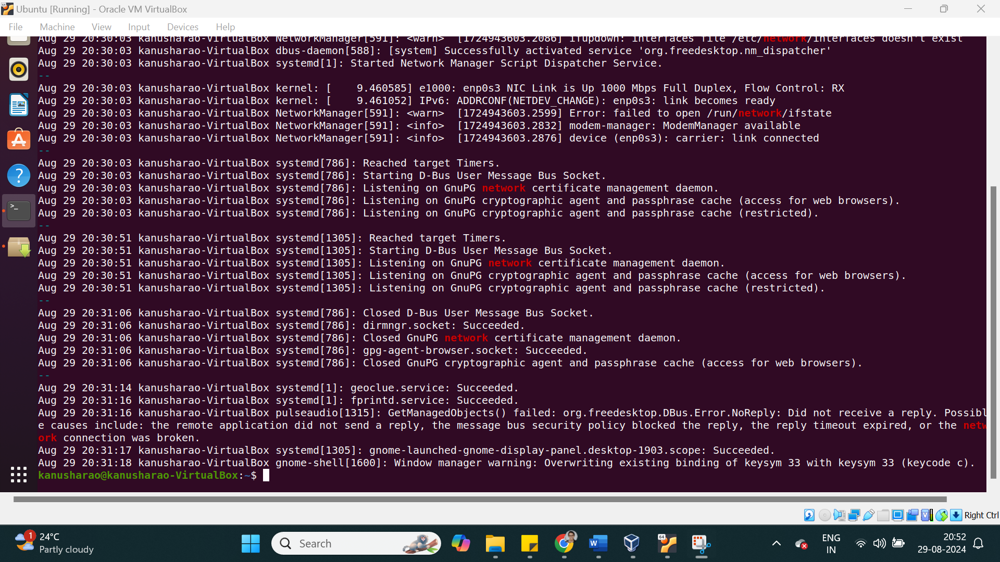 Ubuntu [Running] - Oracle VM VirtualBox
File Machine View Input Devices Help
Aug 29 20:30:03 kanusharao-VirtualBox NetworkManager[591]: <warn>  [1724943603.2086] ifupdown: interfaces file /etc/network/interfaces doesn't exist
Aug 29 20:30:03 kanusharao-VirtualBox dbus-daemon[588]: [system] Successfully activated service 'org.freedesktop.nm_dispatcher'
Aug 29 20:30:03 kanusharao-VirtualBox systemd[1]: Started Network Manager Script Dispatcher Service.
--
Aug 29 20:30:03 kanusharao-VirtualBox kernel: [    9.460585] e1000: enp0s3 NIC Link is Up 1000 Mbps Full Duplex, Flow Control: RX
Aug 29 20:30:03 kanusharao-VirtualBox kernel: [    9.461052] IPv6: ADDRCONF(NETDEV_CHANGE): enp0s3: link becomes ready
Aug 29 20:30:03 kanusharao-VirtualBox NetworkManager[591]: <warn>  [1724943603.2599] Error: failed to open /run/network/ifstate
Aug 29 20:30:03 kanusharao-VirtualBox NetworkManager[591]: <info>  [1724943603.2832] modem-manager: ModemManager available
Aug 29 20:30:03 kanusharao-VirtualBox NetworkManager[591]: <info>  [1724943603.2876] device (enp0s3): carrier: link connected
--
Aug 29 20:30:03 kanusharao-VirtualBox systemd[786]: Reached target Timers.
Aug 29 20:30:03 kanusharao-VirtualBox systemd[786]: Starting D-Bus User Message Bus Socket.
Aug 29 20:30:03 kanusharao-VirtualBox systemd[786]: Listening on GnuPG network certificate management daemon.
Aug 29 20:30:03 kanusharao-VirtualBox systemd[786]: Listening on GnuPG cryptographic agent and passphrase cache (access for web browsers).
Aug 29 20:30:03 kanusharao-VirtualBox systemd[786]: Listening on GnuPG cryptographic agent and passphrase cache (restricted).
--
Aug 29 20:30:51 kanusharao-VirtualBox systemd[1305]: Reached target Timers.
Aug 29 20:30:51 kanusharao-VirtualBox systemd[1305]: Starting D-Bus User Message Bus Socket.
Aug 29 20:30:51 kanusharao-VirtualBox systemd[1305]: Listening on GnuPG network certificate management daemon.
Aug 29 20:30:51 kanusharao-VirtualBox systemd[1305]: Listening on GnuPG cryptographic agent and passphrase cache (access for web browsers).
Aug 29 20:30:51 kanusharao-VirtualBox systemd[1305]: Listening on GnuPG cryptographic agent and passphrase cache (restricted).
--
Aug 29 20:31:06 kanusharao-VirtualBox systemd[786]: Closed D-Bus User Message Bus Socket.
Aug 29 20:31:06 kanusharao-VirtualBox systemd[786]: dirmngr.socket: Succeeded.
Aug 29 20:31:06 kanusharao-VirtualBox systemd[786]: Closed GnuPG network certificate management daemon.
Aug 29 20:31:06 kanusharao-VirtualBox systemd[786]: gpg-agent-browser.socket: Succeeded.
Aug 29 20:31:06 kanusharao-VirtualBox systemd[786]: Closed GnuPG cryptographic agent and passphrase cache (access for web browsers).
--
Aug 29 20:31:14 kanusharao-VirtualBox systemd[1]: geoclue.service: Succeeded.
Aug 29 20:31:16 kanusharao-VirtualBox systemd[1]: fprintd.service: Succeeded.
Aug 29 20:31:16 kanusharao-VirtualBox pulseaudio[1315]: GetManagedObjects() failed: org.freedesktop.DBus.Error.NoReply: Did not receive a reply. Possibl
e causes include: the remote application did not send a reply, the message bus security policy blocked the reply, the reply timeout expired, or the netw
ork connection was broken.
Aug 29 20:31:17 kanusharao-VirtualBox systemd[1305]: gnome-launched-gnome-display-panel.desktop-1903.scope: Succeeded.
Aug 29 20:31:18 kanusharao-VirtualBox gnome-shell[1600]: Window manager warning: Overwriting existing binding of keysym 33 with keysym 33 (keycode c).
kanusharao@kanusharao-VirtualBox:~$
Right Ctrl
1
24°C
Partly cloudy
Search
W
64
ENG
IN
20:52
29-08-2024